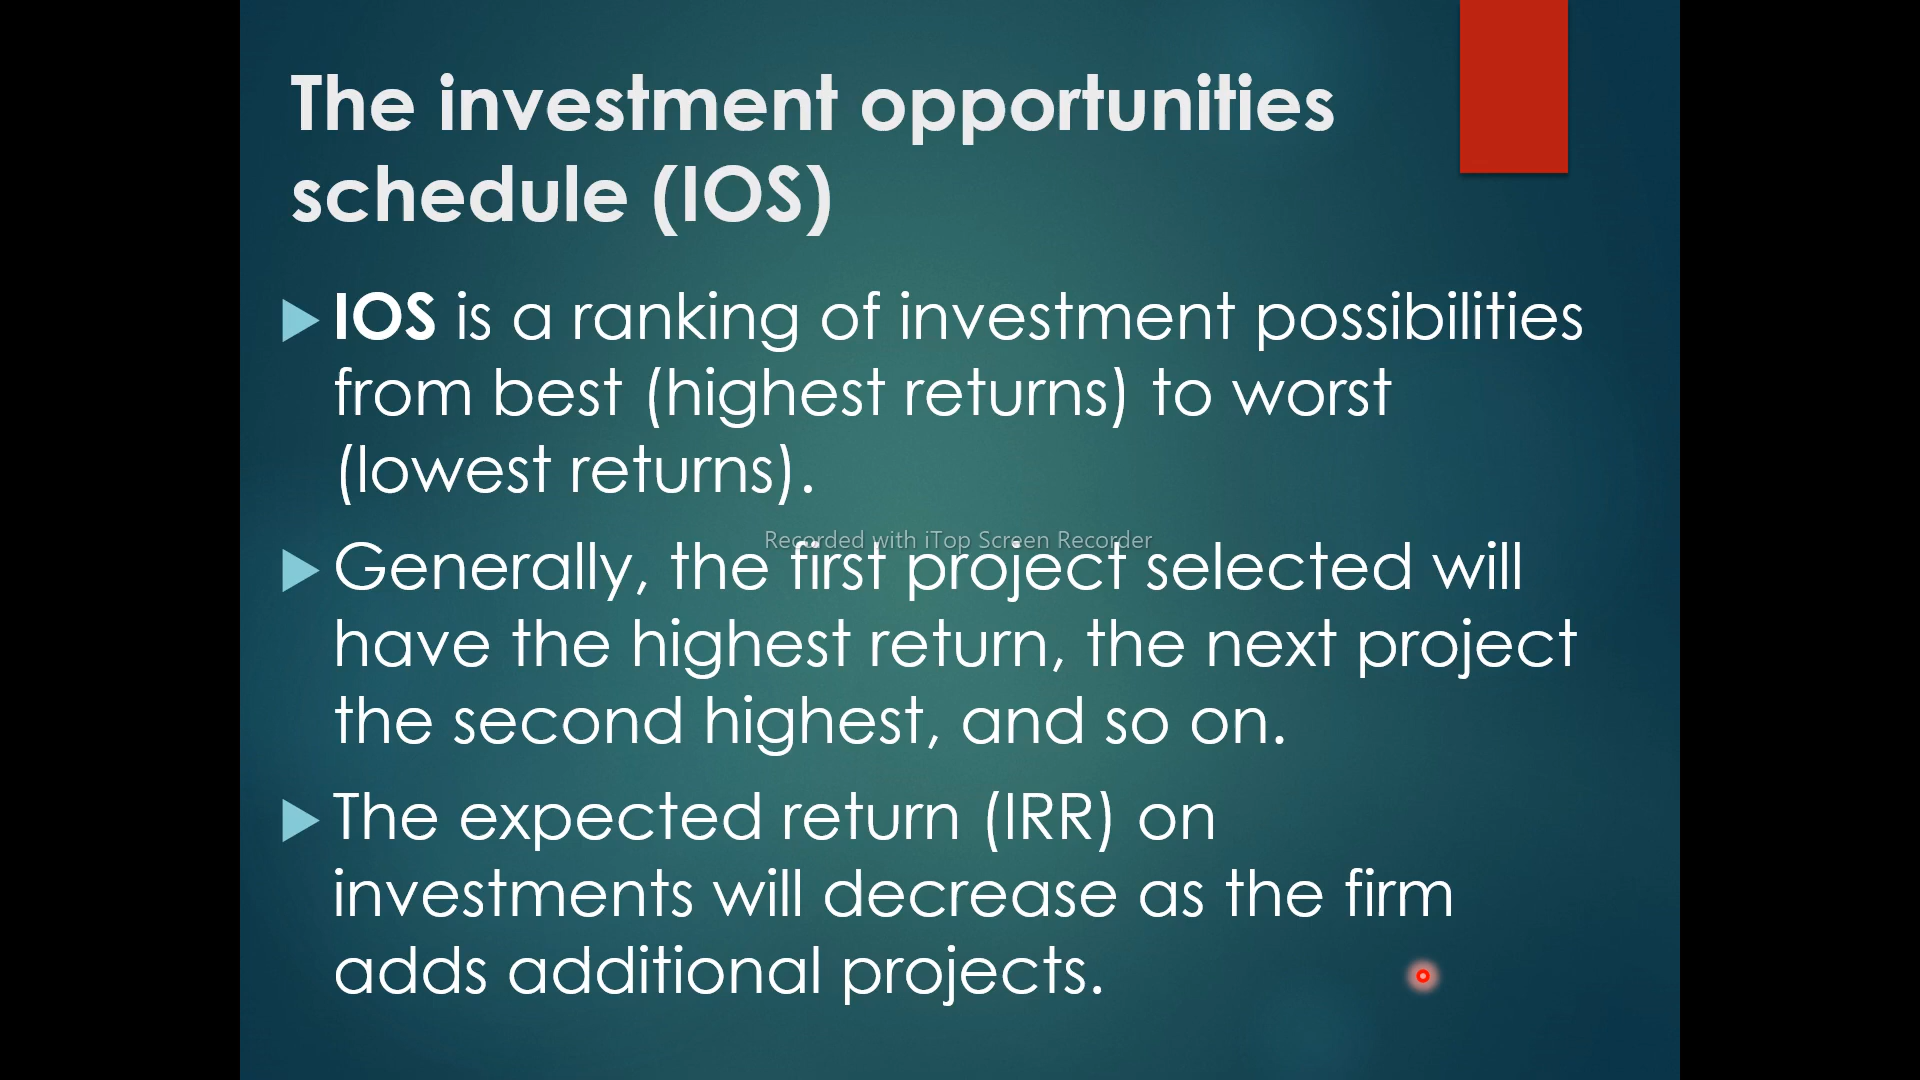 The investment opportunities
schedule (IOS)
IOS is a ranking of investment possibilities
from best (highest returns) to worst
(lowest returns).
Recorded with iTop Screen Recorder
Generally, the first project selected will
have the highest return, the next project
the second highest, and so on.
The expected return (IRR) on
investments will decrease as the firm
adds additional projects.